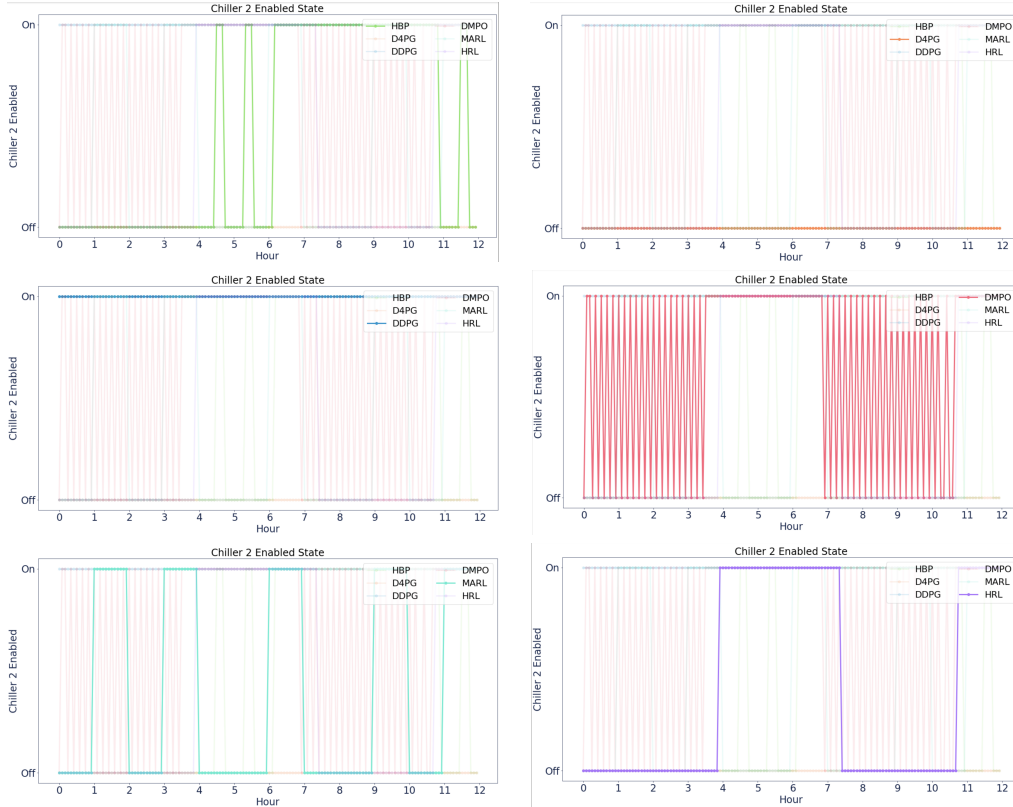 Chiller 2 Enabled State
On
Off
Chiller 2 Enabled
HBP DMPO
D4PG MARL
DDPG HRL
0 1 2 3 4 5 6 7 8 9 10 11 12
Hour
Chiller 2 Enabled State
On
Off
Chiller 2 Enabled
HBP DMPO
D4PG MARL
DDPG HRL
0 1 2 3 4 5 6 7 8 9 10 11 12
Hour
Chiller 2 Enabled State
On
Off
Chiller 2 Enabled
HBP DMPO
D4PG MARL
DDPG HRL
0 1 2 3 4 5 6 7 8 9 10 11 12
Hour
Chiller 2 Enabled State
On
Off
Chiller 2 Enabled
HBP DMPO
D4PG MARL
DDPG HRL
0 1 2 3 4 5 6 7 8 9 10 11 12
Hour
Chiller 2 Enabled State
On
Off
Chiller 2 Enabled
HBP DMPO
D4PG MARL
DDPG HRL
0 1 2 3 4 5 6 7 8 9 10 11 12
Hour
Chiller 2 Enabled State
On
Off
Chiller 2 Enabled
HBP DMPO
D4PG MARL
DDPG HRL
0 1 2 3 4 5 6 7 8 9 10 11 12
Hour